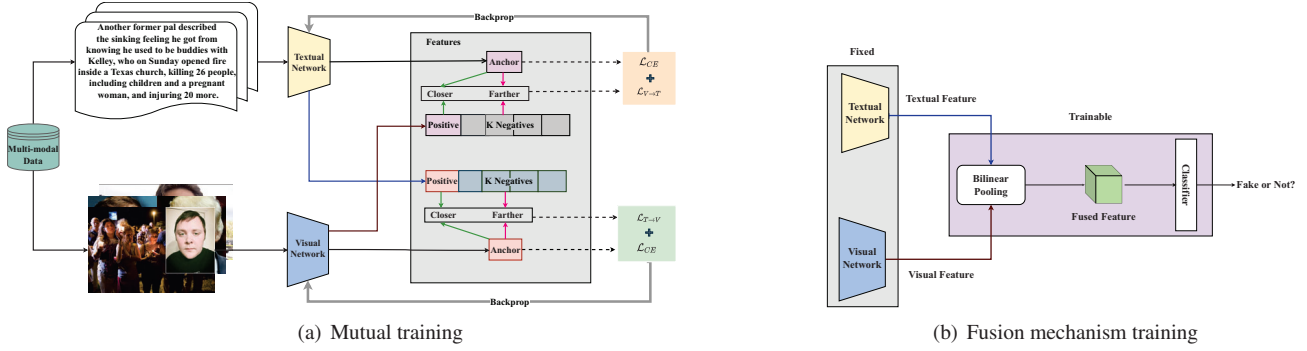 Another former pal described
the sinking feeling he got from
knowing he used to be buddies with
Kelley, who on Sunday opened fire
inside a Texas church, killing 26 people,
including children and a pregnant
woman, and injuring 20 more.
Multi-modal
Data
Textual
Network
Visual
Network
Backprop
Features
Anchor
Closer
Farther
Positive
K Negatives
Positive
K Negatives
Closer
Farther
Anchor
ℒ_CE
+
ℒ_V→T
ℒ_T→V
+
ℒ_CE
Backprop
(a) Mutual training
Fixed
Textual
Network
Visual
Network
Textual Feature
Visual Feature
Trainable
Bilinear
Pooling
Fused Feature
Classifier
Fake or Not?
(b) Fusion mechanism training